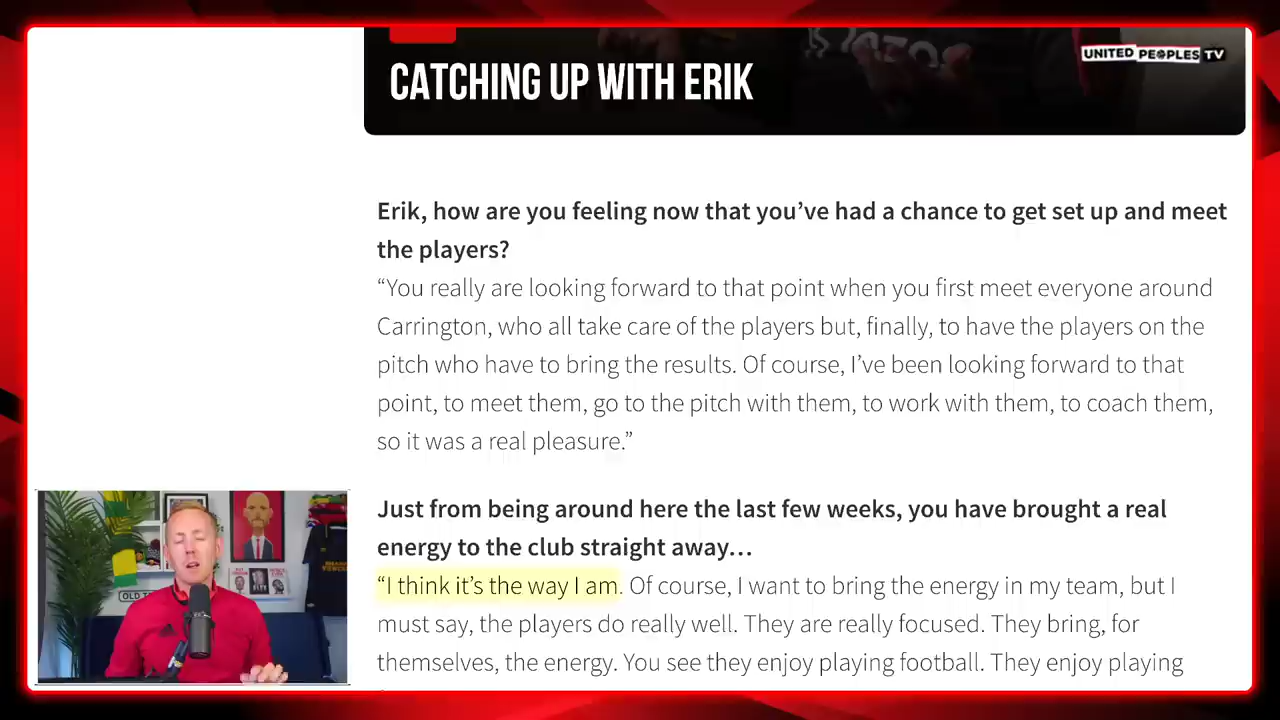 UNITED PEOPLES TV
CATCHING UP WITH ERIK
Erik, how are you feeling now that you’ve had a chance to get set up and meet
the players?
“You really are looking forward to that point when you first meet everyone around
Carrington, who all take care of the players but, finally, to have the players on the
pitch who have to bring the results. Of course, I’ve been looking forward to that
point, to meet them, go to the pitch with them, to work with them, to coach them,
so it was a real pleasure.”
Just from being around here the last few weeks, you have brought a real
energy to the club straight away…
“I think it’s the way I am. Of course, I want to bring the energy in my team, but I
must say, the players do really well. They are really focused. They bring, for
themselves, the energy. You see they enjoy playing football. They enjoy playing
OLD